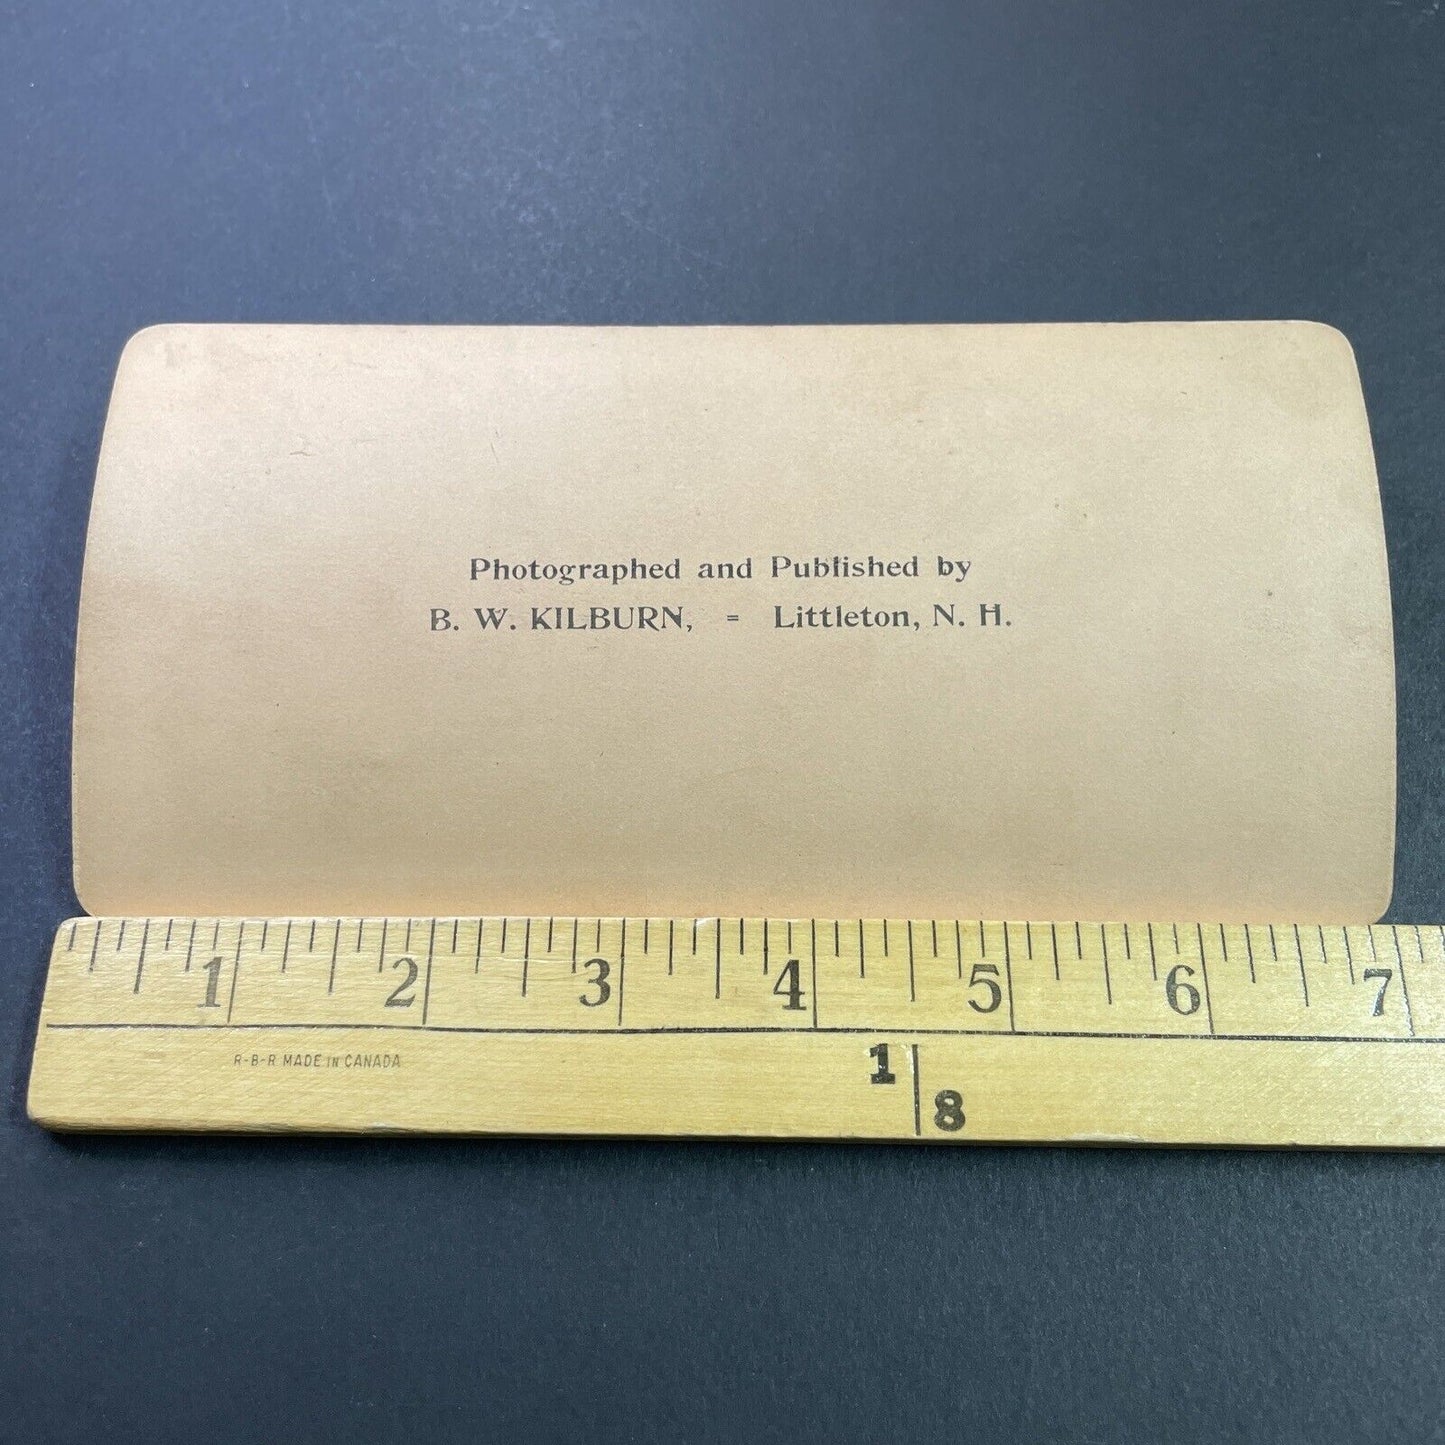 Photographed and Published by
B. W. KILBURN, = Littleton, N. H.
1 2 3 4 5 6 7
R-B-R MADE IN CANADA
1
8